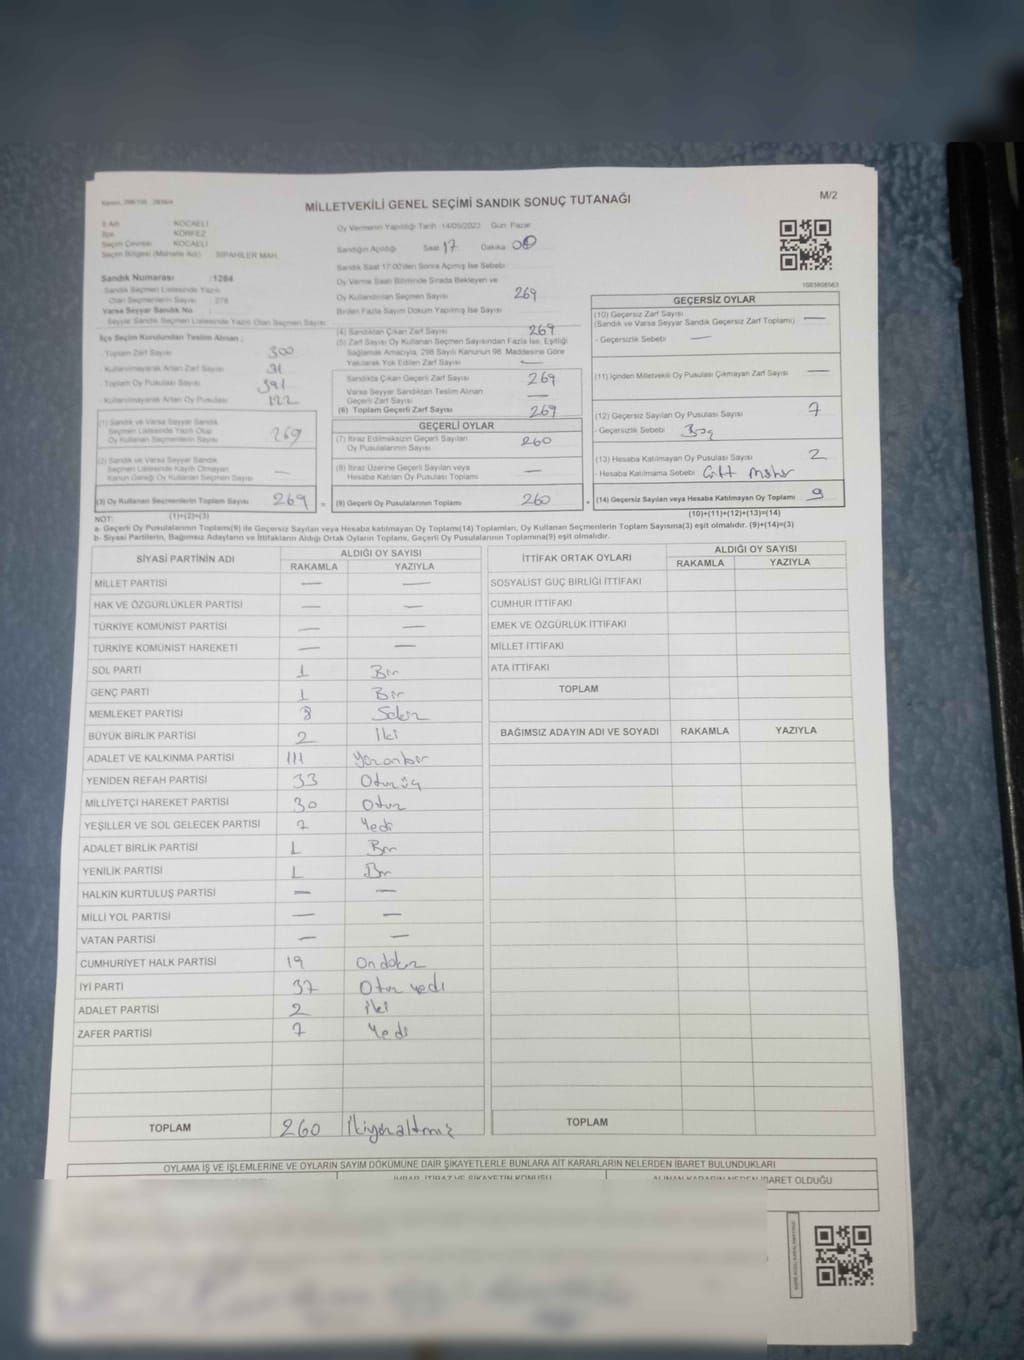 MİLLETVEKİLİ GENEL SEÇİMİ SANDIK SONUÇ TUTANAĞI
M/2
İli Adı : KOCAELİ
İlçe : KÖRFEZ
Seçim Çevresi : KOCAELİ
Seçim Bölgesi (Mahalle Adı) : SİPAHİLER MAH.
Oy Vermenin Yapıldığı Tarih 14/05/2023 Gün: Pazar
Sandığın Açıldığı Saat 17 Dakika 00
Sandık Saat 17.00'den Sonra Açılmış İse Sebebi
Oy Verme Saati Bitiminde Sırada Bekleyen ve
Oy Kullandırılan Seçmen Sayısı 269
Birden Fazla Sayım Döküm Yapılmış İse Sayısı
1083808563
Sandık Numarası : 1284
Sandık Seçmen Listesinde Yazılı
Olan Seçmenlerin Sayısı : 278
Varsa Seyyar Sandık No
Seyyar Sandık Seçmen Listesinde Yazılı Olan Seçmen Sayısı
İlçe Seçim Kurulundan Teslim Alınan ;
- Toplam Zarf Sayısı 300
- Kullanılmayarak Artan Zarf Sayısı 31
- Toplam Oy Pusulası Sayısı 391
- Kullanılmayarak Artan Oy Pusulası 122
(1) Sandık ve Varsa Seyyar Sandık
Seçmen Listesinde Yazılı Olup
Oy Kullanan Seçmenlerin Sayısı 269
(2) Sandık ve Varsa Seyyar Sandık
Seçmen Listesinde Kayıtlı Olmayan
Kanun Gereği Oy Kullanan Seçmen Sayısı —
(3) Oy Kullanan Seçmenlerin Toplam Sayısı 269
(1)+(2)=(3)
(4) Sandıktan Çıkan Zarf Sayısı 269
(5) Zarf Sayısı Oy Kullanan Seçmen Sayısından Fazla İse, Eşitliği
Sağlamak Amacıyla, 298 Sayılı Kanunun 98. Maddesine Göre
Yakılarak Yok Edilen Zarf Sayısı —
Sandıkta Çıkan Geçerli Zarf Sayısı 269
Varsa Seyyar Sandıktan Teslim Alınan
Geçerli Zarf Sayısı —
(6) Toplam Geçerli Zarf Sayısı 269
GEÇERLİ OYLAR
(7) İtiraz Edilmeksizin Geçerli Sayılan
Oy Pusulalarının Sayısı 260
(8) İtiraz Üzerine Geçerli Sayılan veya
Hesaba Katılan Oy Pusulaları Toplamı —
= (9) Geçerli Oy Pusulalarının Toplamı 260
GEÇERSİZ OYLAR
(10) Geçersiz Zarf Sayısı
(Sandık ve Varsa Seyyar Sandık Geçersiz Zarf Toplamı) —
- Geçersizlik Sebebi —
(11) İçinden Milletvekili Oy Pusulası Çıkmayan Zarf Sayısı —
(12) Geçersiz Sayılan Oy Pusulası Sayısı 7
- Geçersizlik Sebebi Boş
(13) Hesaba Katılmayan Oy Pusulası Sayısı 2
- Hesaba Katılmama Sebebi
+ (14) Geçersiz Sayılan veya Hesaba Katılmayan Oy Toplamı 9
(10)+(11)+(12)+(13)=(14)
NOT:
a- Geçerli Oy Pusulalarının Toplamı(9) ile Geçersiz Sayılan veya Hesaba katılmayan Oy Toplamı(14) Toplamları, Oy Kullanan Seçmenlerin Toplam Sayısına(3) eşit olmalıdır. (9)+(14)=(3)
b- Siyasi Partilerin, Bağımsız Adayların ve İttifakların Aldığı Ortak Oyların Toplamı, Geçerli Oy Pusulalarının Toplamına(9) eşit olmalıdır.
SİYASİ PARTİNİN ADI ALDIĞI OY SAYISI
RAKAMLA YAZIYLA
MİLLET PARTİSİ — —
HAK VE ÖZGÜRLÜKLER PARTİSİ — —
TÜRKİYE KOMÜNİST PARTİSİ — —
TÜRKİYE KOMÜNİST HAREKETİ — —
SOL PARTİ 1 Bir
GENÇ PARTİ 1 Bir
MEMLEKET PARTİSİ 8 Sekiz
BÜYÜK BİRLİK PARTİSİ 2 İki
ADALET VE KALKINMA PARTİSİ 111 Yüzonbir
YENİDEN REFAH PARTİSİ 33 Otuzüç
MİLLİYETÇİ HAREKET PARTİSİ 30 Otuz
YEŞİLLER VE SOL GELECEK PARTİSİ 7 Yedi
ADALET BİRLİK PARTİSİ 1 Bir
YENİLİK PARTİSİ 1 Bir
HALKIN KURTULUŞ PARTİSİ — —
MİLLİ YOL PARTİSİ — —
VATAN PARTİSİ — —
CUMHURİYET HALK PARTİSİ 19 Ondokuz
İYİ PARTİ 37 Otuz yedi
ADALET PARTİSİ 2 iki
ZAFER PARTİSİ 7 Yedi
TOPLAM 260 İkiyüzaltmış
İTTİFAK ORTAK OYLARI ALDIĞI OY SAYISI
RAKAMLA YAZIYLA
SOSYALİST GÜÇ BİRLİĞİ İTTİFAKI
CUMHUR İTTİFAKI
EMEK VE ÖZGÜRLÜK İTTİFAKI
MİLLET İTTİFAKI
ATA İTTİFAKI
TOPLAM
BAĞIMSIZ ADAYIN ADI VE SOYADI RAKAMLA YAZIYLA
TOPLAM
OYLAMA İŞ VE İŞLEMLERİNE VE OYLARIN SAYIM DÖKÜMÜNE DAİR ŞİKAYETLERLE BUNLARA AİT KARARLARIN NELERDEN İBARET BULUNDUKLARI
İHBAR, İTİRAZ VE ŞİKAYETİN KONUSU
ALINAN KARARIN NEDEN İBARET OLDUĞU